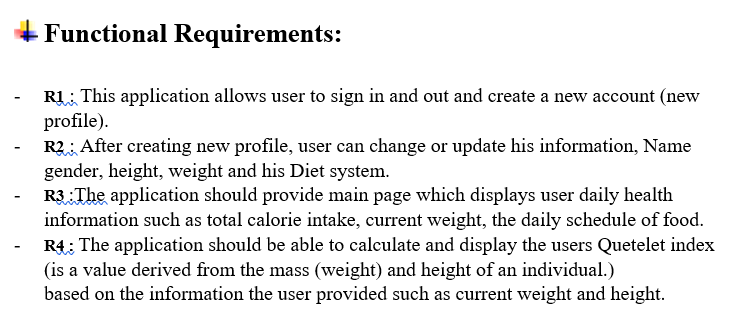 Functional Requirements:
- R1 : This application allows user to sign in and out and create a new account (new
profile).
- R2 : After creating new profile, user can change or update his information, Name
gender, height, weight and his Diet system.
- R3 :The application should provide main page which displays user daily health
information such as total calorie intake, current weight, the daily schedule of food.
- R4 : The application should be able to calculate and display the users Quetelet index
(is a value derived from the mass (weight) and height of an individual.)
based on the information the user provided such as current weight and height.